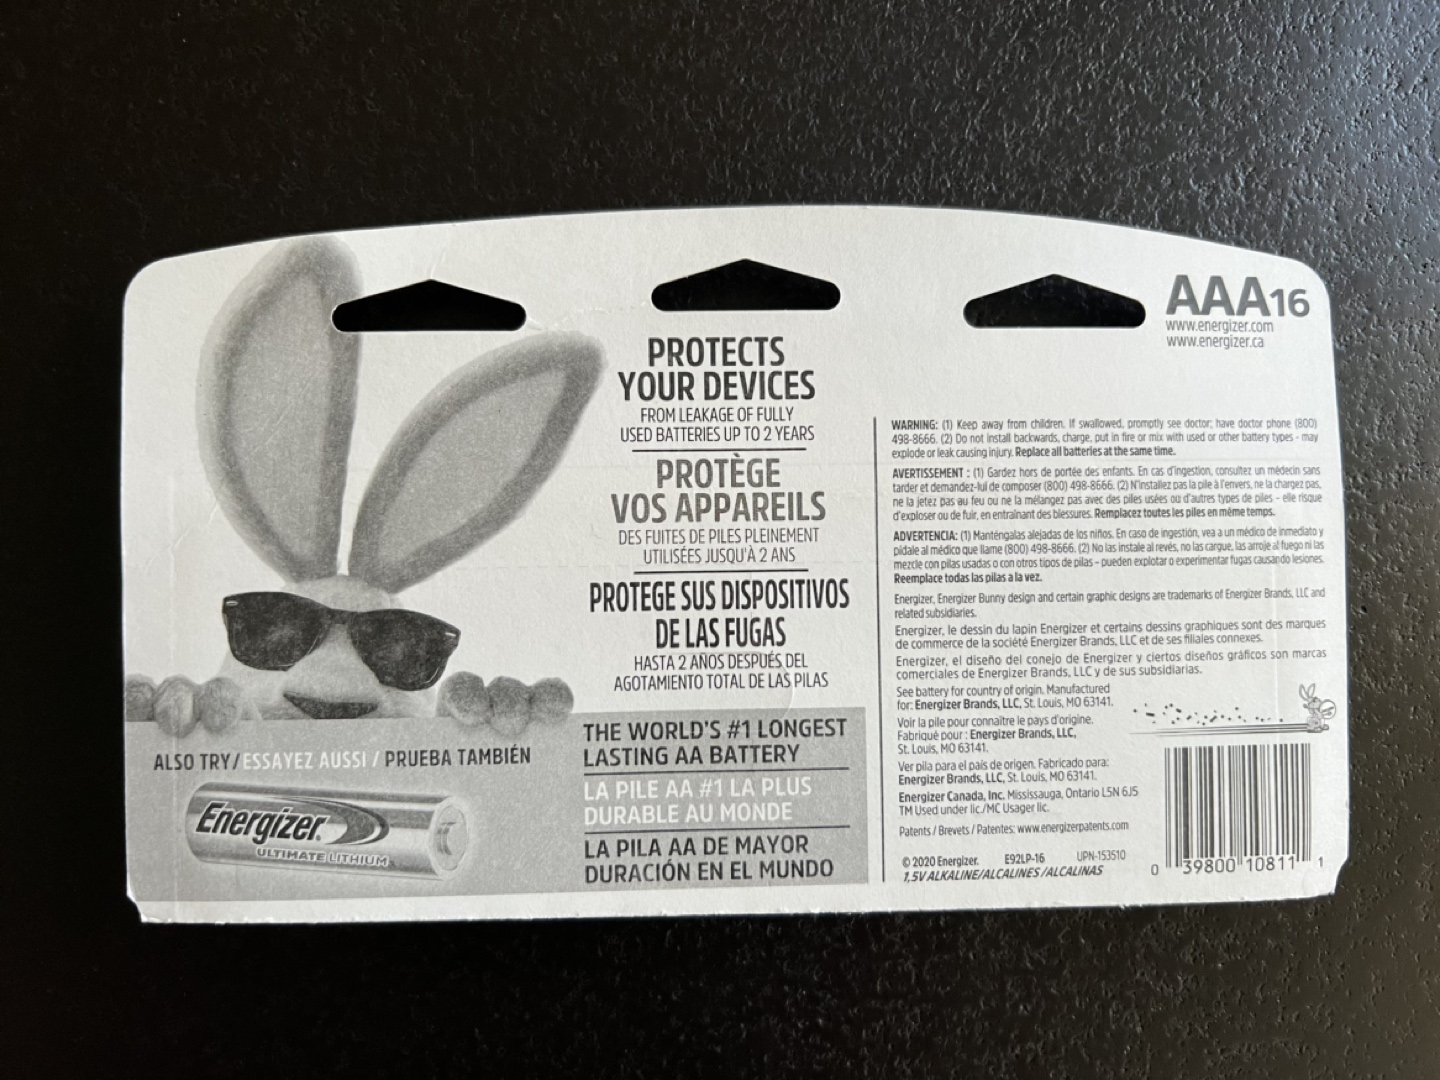 AAA16
www.energizer.com
www.energizer.ca
PROTECTS
YOUR DEVICES
FROM LEAKAGE OF FULLY
USED BATTERIES UP TO 2 YEARS
PROTÈGE
VOS APPAREILS
DES FUITES DE PILES PLEINEMENT
UTILISÉES JUSQU'À 2 ANS
PROTEGE SUS DISPOSITIVOS
DE LAS FUGAS
HASTA 2 AÑOS DESPUÉS DEL
AGOTAMIENTO TOTAL DE LAS PILAS
ALSO TRY/ESSAYEZ AUSSI / PRUEBA TAMBIÉN
Energizer
ULTIMATE LITHIUM
THE WORLD'S #1 LONGEST
LASTING AA BATTERY
LA PILE AA #1 LA PLUS
DURABLE AU MONDE
LA PILA AA DE MAYOR
DURACIÓN EN EL MUNDO
WARNING: (1) Keep away from children. If swallowed, promptly see doctor; have doctor phone (800)
498-8666. (2) Do not install backwards, charge, put in fire or mix with used or other battery types - may
explode or leak causing injury. Replace all batteries at the same time.
AVERTISSEMENT : (1) Gardez hors de portée des enfants. En cas d'ingestion, consultez un médecin sans
tarder et demandez-lui de composer (800) 498-8666. (2) N'installez pas la pile à l'envers, ne la chargez pas,
ne la jetez pas au feu ou ne la mélangez pas avec des piles usées ou d'autres types de piles - elle risque
d'exploser ou de fuir, en entraînant des blessures. Remplacez toutes les piles en même temps.
ADVERTENCIA: (1) Manténgalas alejadas de los niños. En caso de ingestión, vea a un médico de inmediato y
pídale al médico que llame (800) 498-8666. (2) No las instale al revés, no las cargue, las arroje al fuego ni las
mezcle con pilas usadas o con otros tipos de pilas - pueden explotar o experimentar fugas causando lesiones.
Reemplace todas las pilas a la vez.
Energizer, Energizer Bunny design and certain graphic designs are trademarks of Energizer Brands, LLC and
related subsidiaries.
Energizer, le dessin du lapin Energizer et certains dessins graphiques sont des marques
de commerce de la société Energizer Brands, LLC et de ses filiales connexes.
Energizer, el diseño del conejo de Energizer y ciertos diseños gráficos son marcas
comerciales de Energizer Brands, LLC y de sus subsidiarias.
See battery for country of origin. Manufactured
for: Energizer Brands, LLC, St. Louis, MO 63141.
Voir la pile pour connaître le pays d'origine.
Fabriqué pour : Energizer Brands, LLC,
St. Louis, MO 63141.
Ver pila para el país de origen. Fabricado para:
Energizer Brands, LLC, St. Louis, MO 63141.
Energizer Canada, Inc. Mississauga, Ontario L5N 6J5
TM Used under lic./MC Usager lic.
Patents / Brevets / Patentes: www.energizerpatents.com
© 2020 Energizer. E92LP-16 UPN-153510
1,5V ALKALINE/ALCALINES/ALCALINAS
0 39800 10811 1